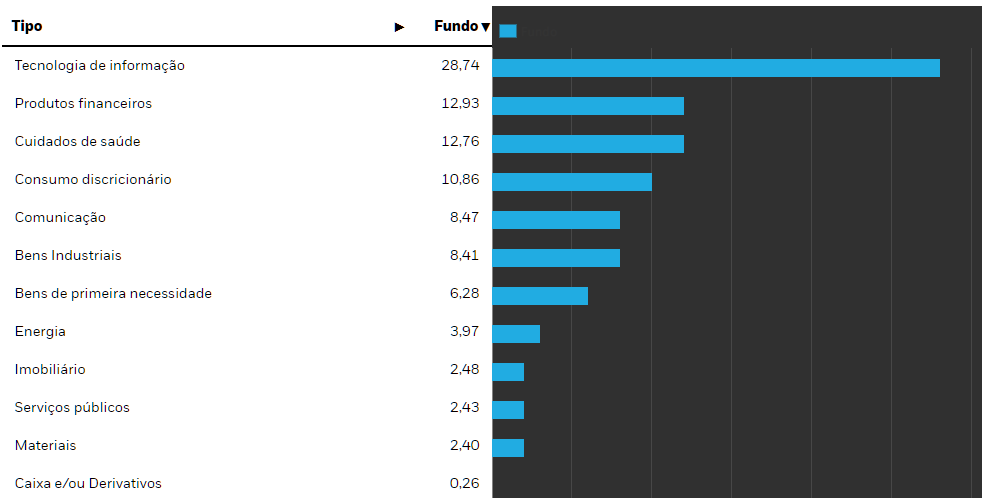 Tipo ► Fundo ▼
Tecnologia de informação 28,74
Produtos financeiros 12,93
Cuidados de saúde 12,76
Consumo discricionário 10,86
Comunicação 8,47
Bens Industriais 8,41
Bens de primeira necessidade 6,28
Energia 3,97
Imobiliário 2,48
Serviços públicos 2,43
Materiais 2,40
Caixa e/ou Derivativos 0,26